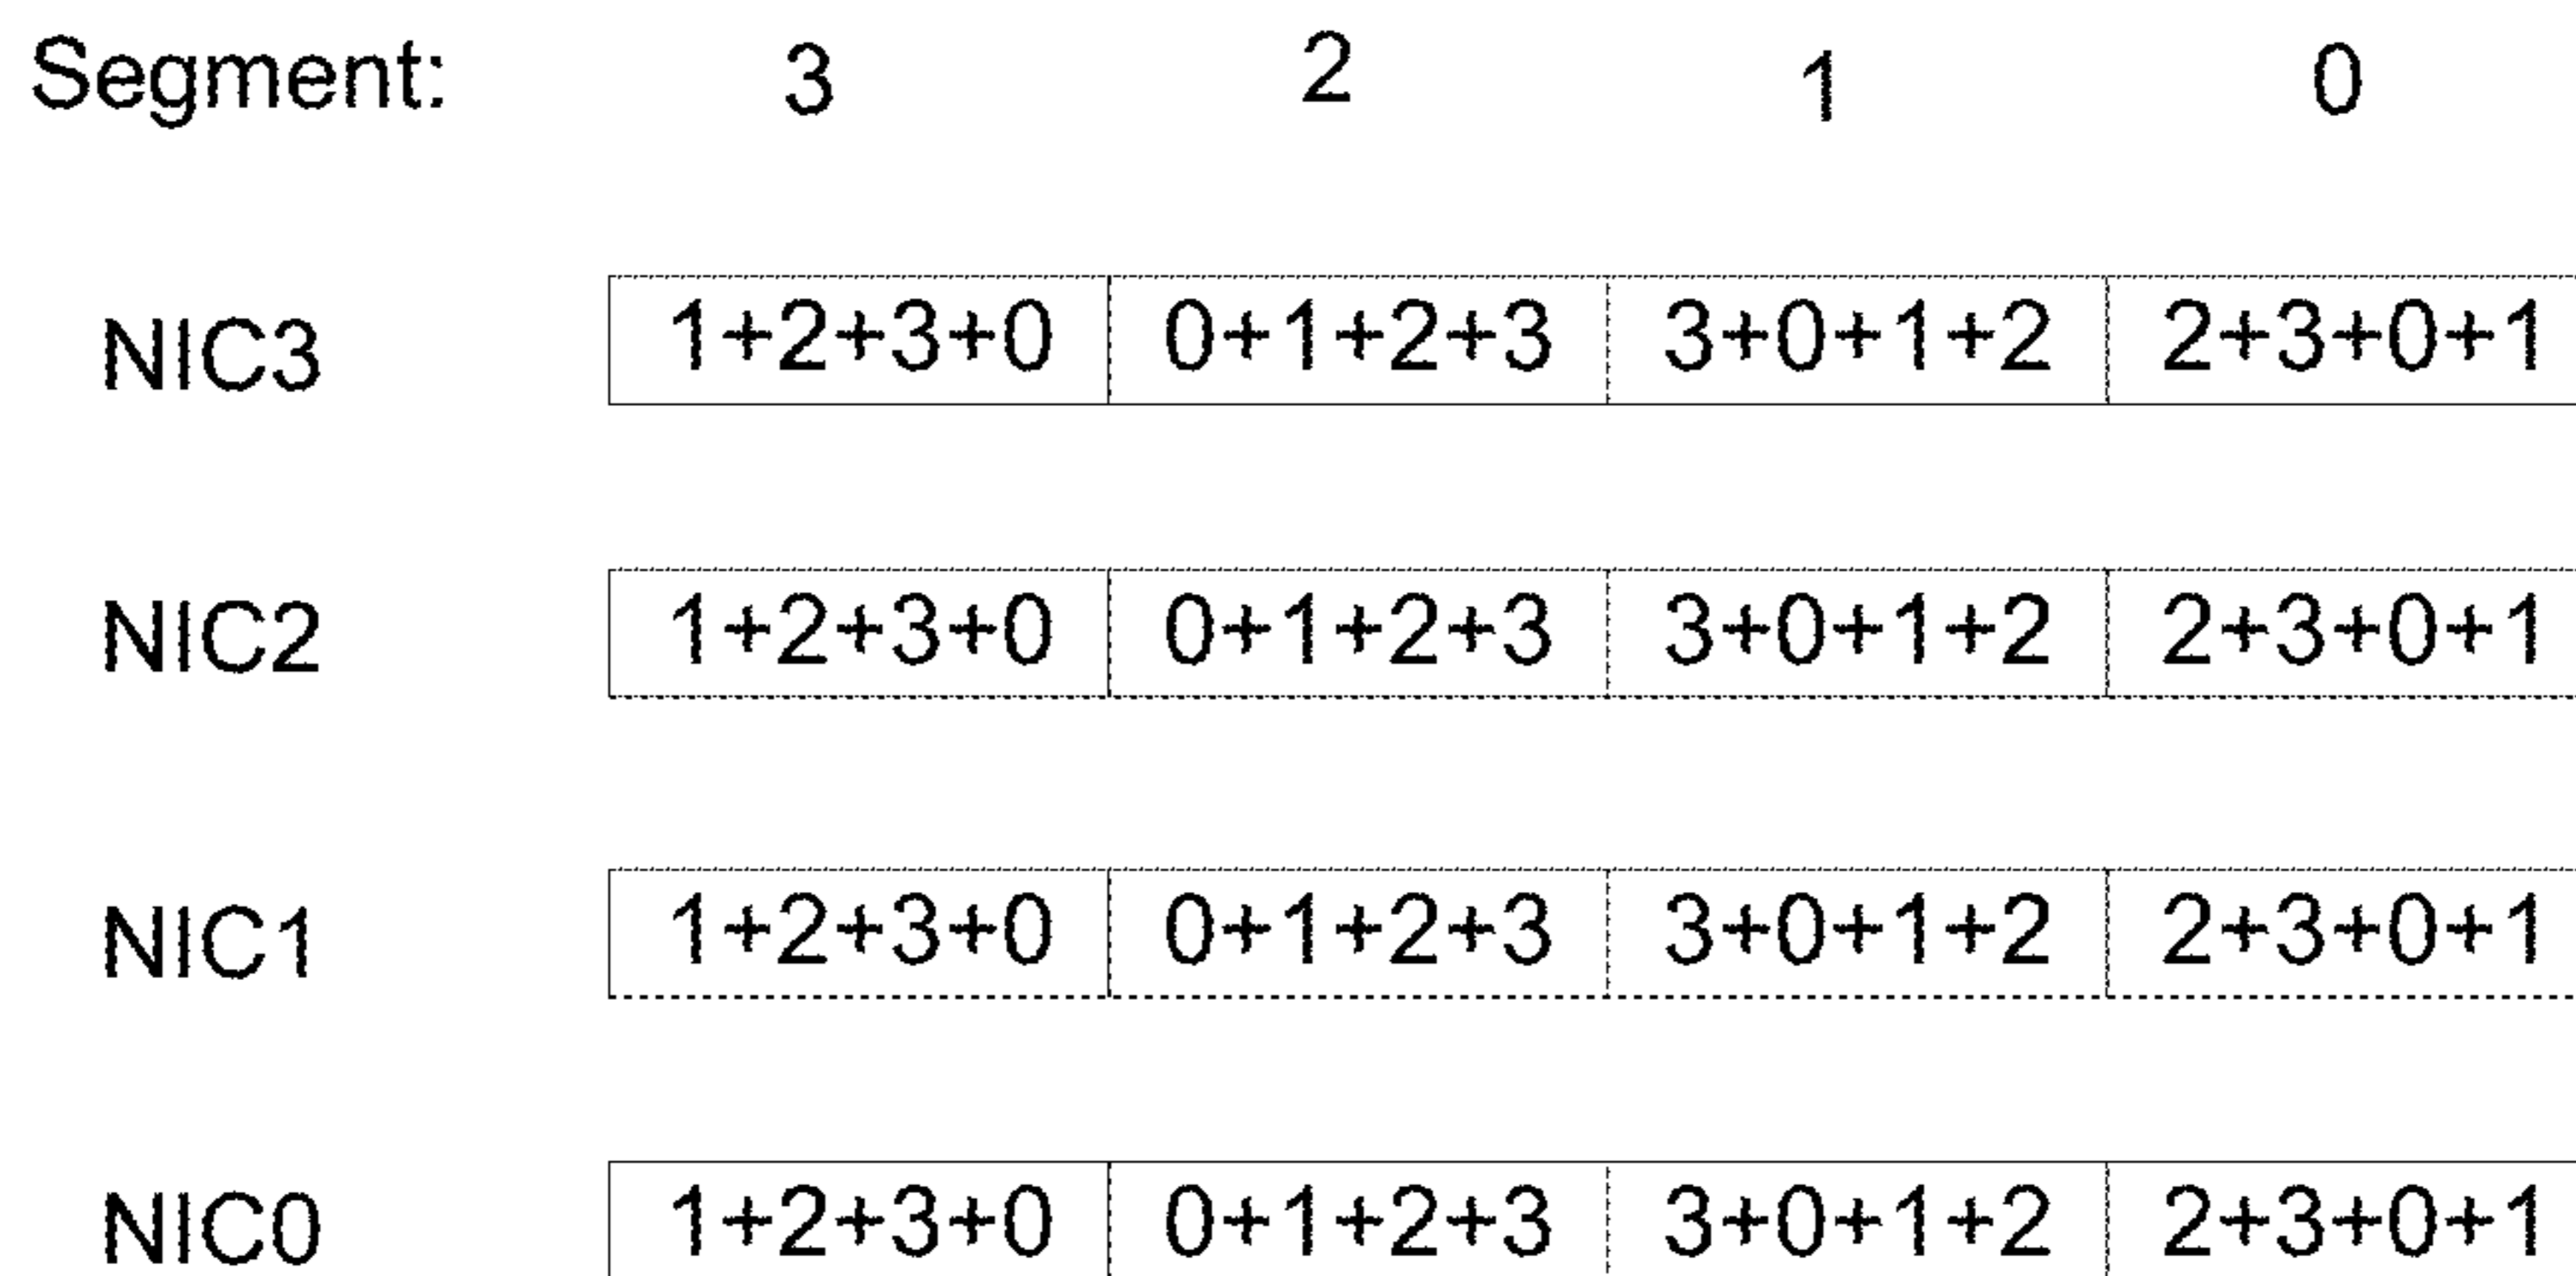 Segment: 3 2 1 0
NIC3 1+2+3+0 0+1+2+3 3+0+1+2 2+3+0+1
NIC2 1+2+3+0 0+1+2+3 3+0+1+2 2+3+0+1
NIC1 1+2+3+0 0+1+2+3 3+0+1+2 2+3+0+1
NIC0 1+2+3+0 0+1+2+3 3+0+1+2 2+3+0+1